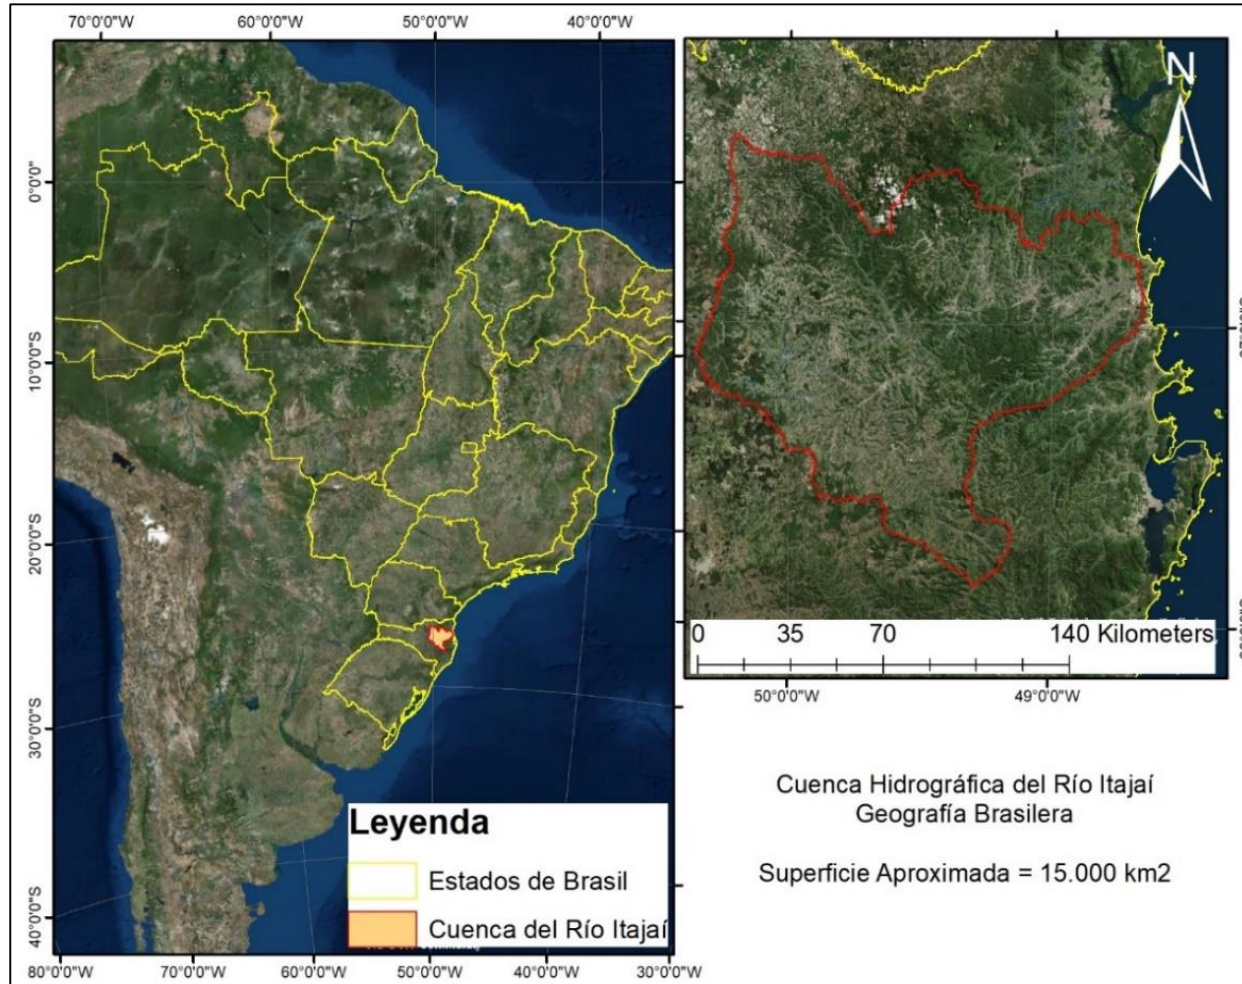 70°0'0"W 60°0'0"W 50°0'0"W 40°0'0"W
0°0'0"
10°0'0"S
20°0'0"S
30°0'0"S
40°0'0"S
80°0'0"W 70°0'0"W 60°0'0"W 50°0'0"W 40°0'0"W 30°0'0"W
Leyenda
Estados de Brasil
Cuenca del Río Itajaí
N
0 35 70 140 Kilometers
50°0'0"W 49°0'0"W
Cuenca Hidrográfica del Río Itajaí
Geografía Brasilera
Superficie Aproximada = 15.000 km2